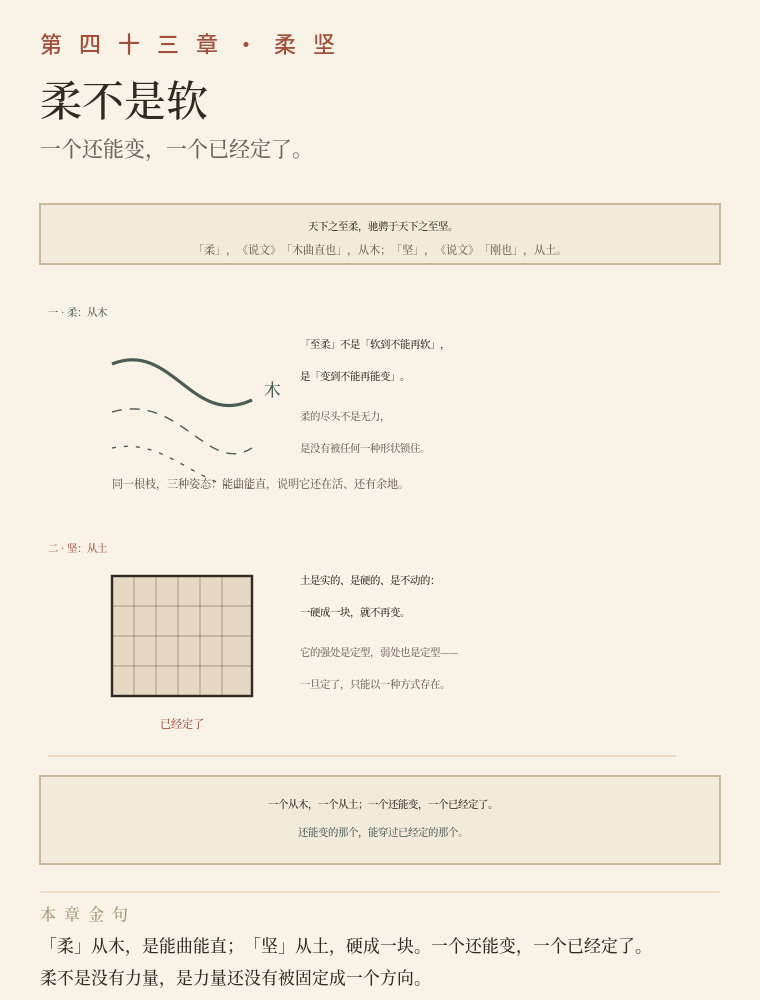 第四十三章·柔坚
柔不是软
一个还能变，一个已经定了。
天下之至柔，驰骋于天下之至坚。
「柔」，《说文》「木曲直也」，从木；「坚」，《说文》「刚也」，从土。
一·柔：从木
「至柔」不是「软到不能再软」，
是「变到不能再能变」。
木
柔的尽头不是无力，
是没有被任何一种形状锁住。
同一根枝，三种姿态：能曲能直，说明它还在活、还有余地。
二·坚：从土
土是实的、是硬的、是不动的：
一硬成一块，就不再变。
它的强处是定型，弱处也是定型——
一旦定了，只能以一种方式存在。
已经定了
一个从木，一个从土；一个还能变，一个已经定了。
还能变的那个，能穿过已经定的那个。
本章金句
「柔」从木，是能曲能直；「坚」从土，硬成一块。一个还能变，一个已经定了。
柔不是没有力量，是力量还没有被固定成一个方向。